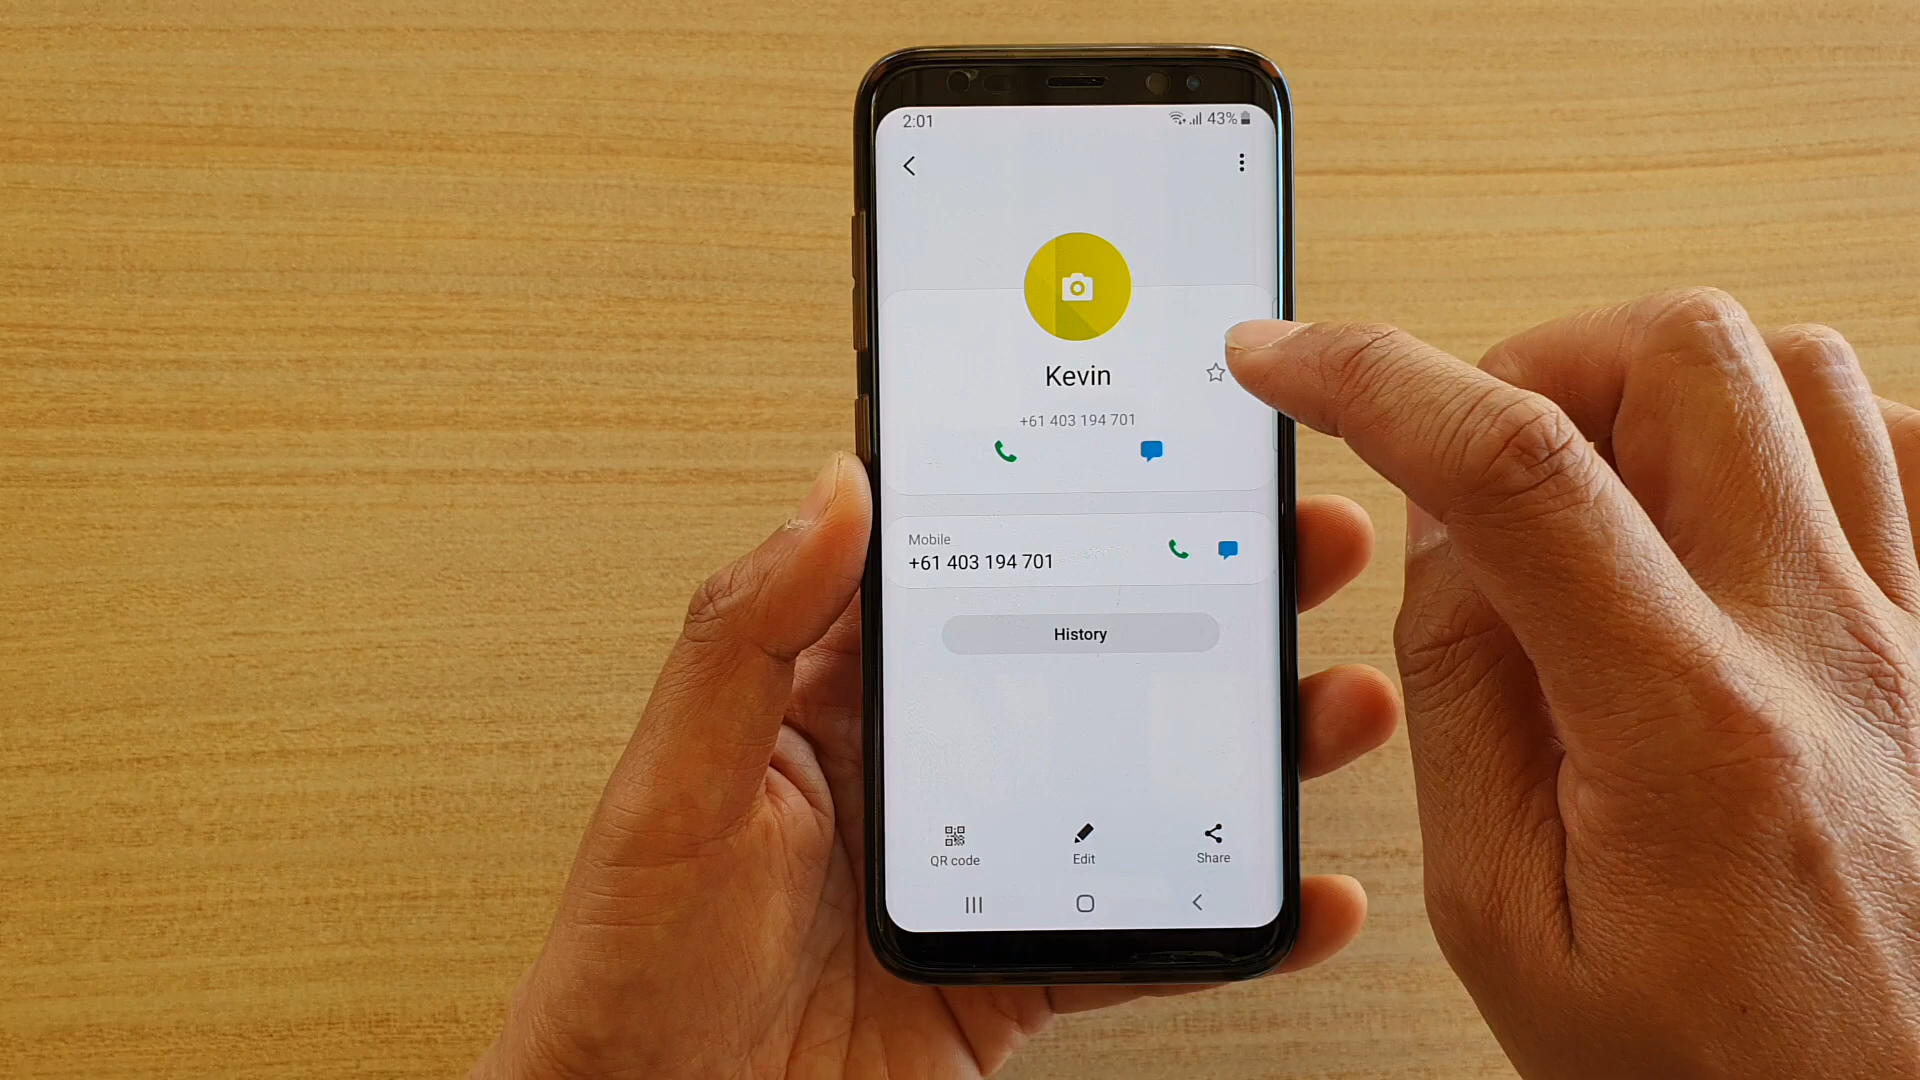 2:01
43%
Kevin
+61 403 194 701
Mobile
+61 403 194 701
History
QR code
Edit
Share